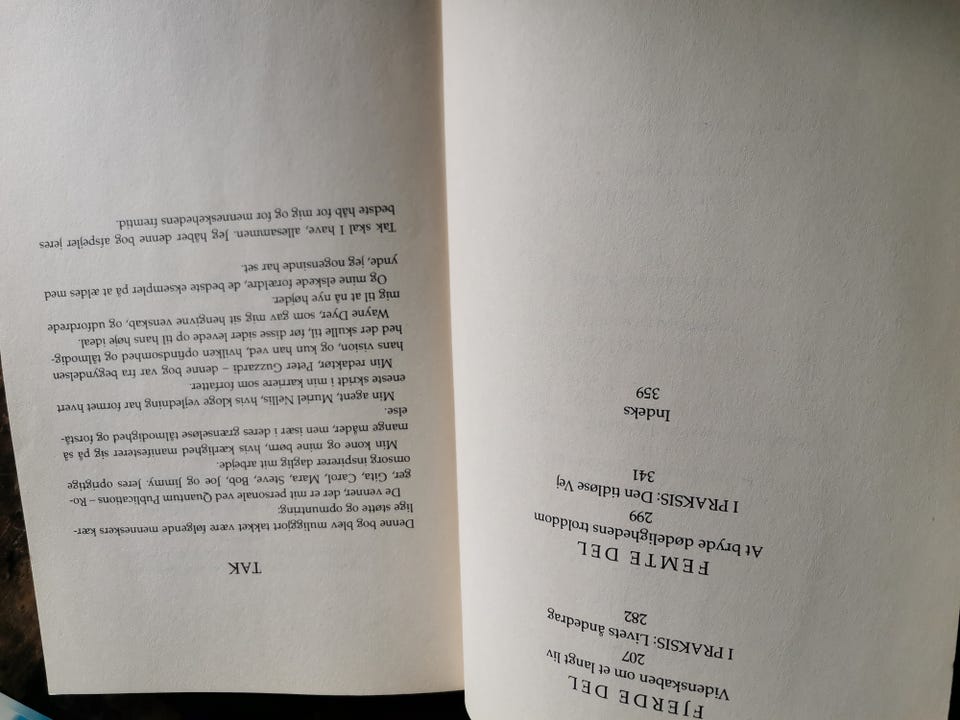 FJERDE DEL
Videnskaben om et langt liv
207
I PRAKSIS: Livets åndedrag
282
FEMTE DEL
At bryde dødelighedens trolddom
299
I PRAKSIS: Den tidløse Vej
341
Indeks
359
TAK
Denne bog blev muliggjort takket være følgende menneskers kær-
lige støtte og opmuntring:
De venner, der er mit personale ved Quantum Publications – Ro-
ger, Gita, Carol, Mara, Steve, Bob, Joe og Jimmy. Jeres oprigtige
omsorg inspirerer daglig mit arbejde.
Min kone og mine børn, hvis kærlighed manifesterer sig på så
mange måder, men især i deres grænseløse tålmodighed og forstå-
else.
Min agent, Muriel Nellis, hvis kloge vejledning har formet hvert
eneste skridt i min karriere som forfatter.
Min redaktør, Peter Guzzardi – denne bog var fra begyndelsen
hans vision, og kun han ved, hvilken opfindsomhed og tålmodig-
hed der skulle til, før disse sider levede op til hans høje ideal.
Wayne Dyer, som gav mig sit hengivne venskab, og udfordrede
mig til at nå nye højder.
Og mine elskede forældre, de bedste eksempler på at ældes med
ynde, jeg nogensinde har set.
Tak skal I have, allesammen. Jeg håber denne bog afspejler jeres
bedste håb for mig og for menneskehedens fremtid.